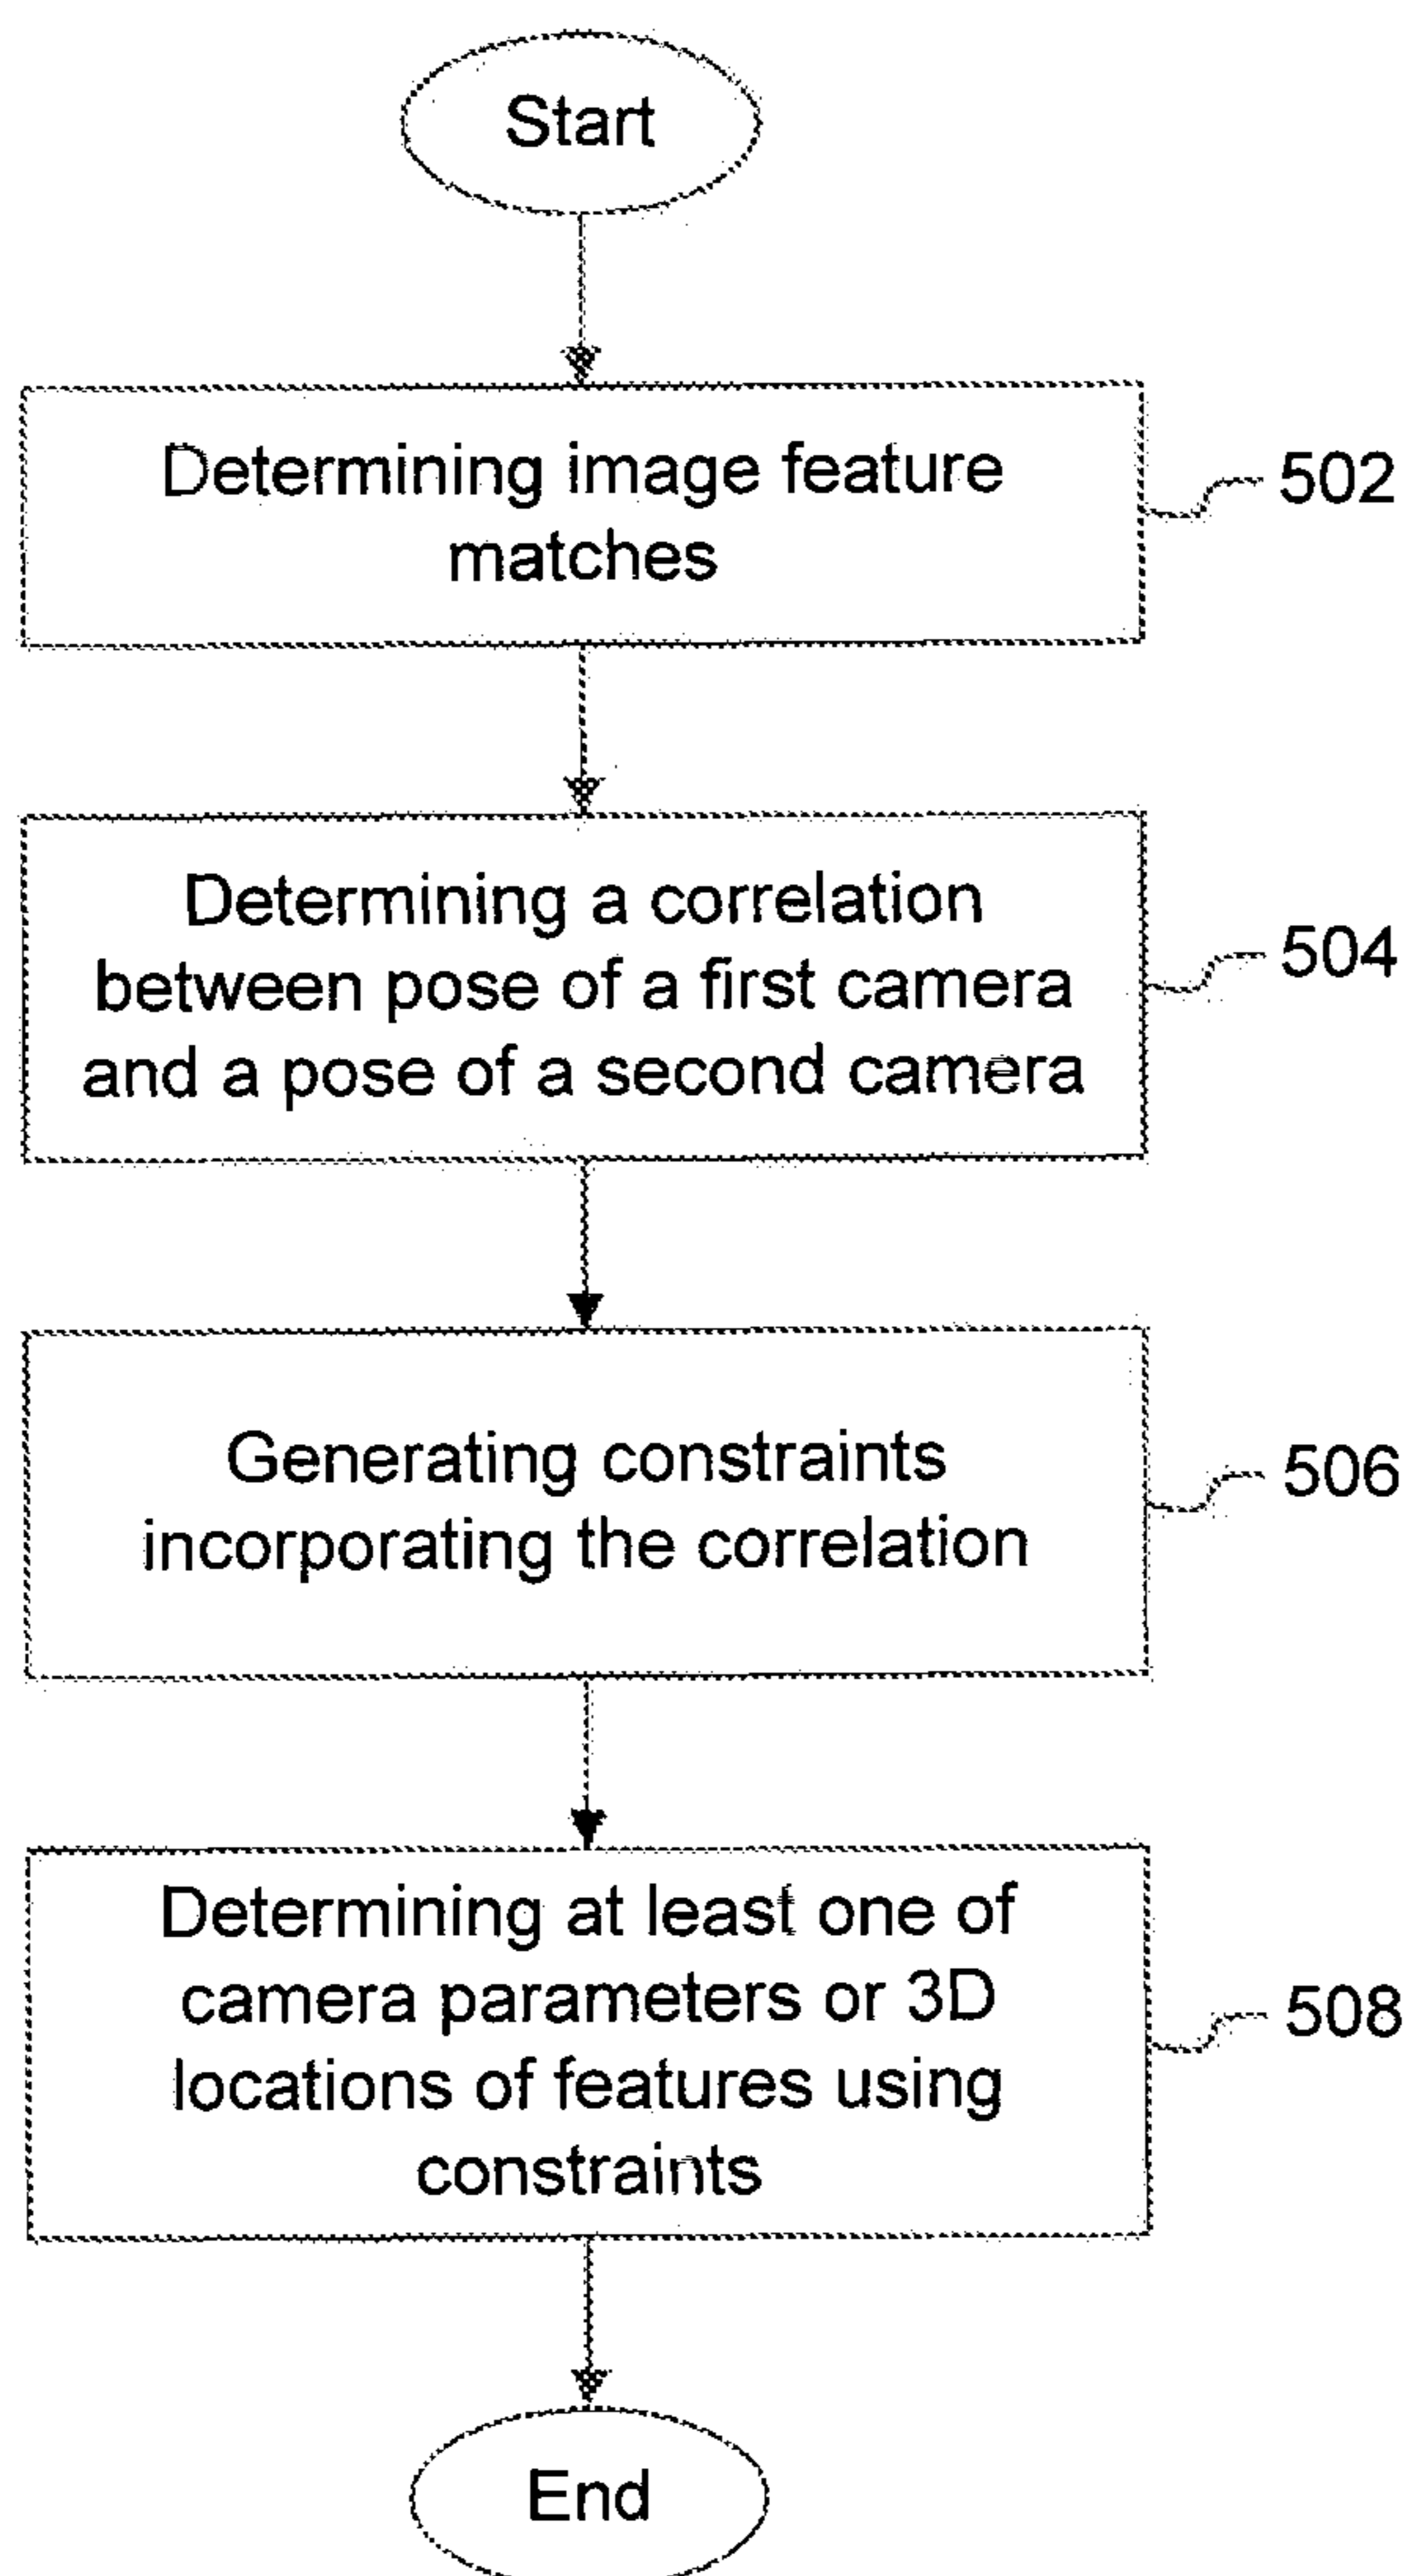 Start
Determining image feature
matches
502
Determining a correlation
between pose of a first camera
and a pose of a second camera
504
Generating constraints
incorporating the correlation
506
Determining at least one of
camera parameters or 3D
locations of features using
constraints
508
End